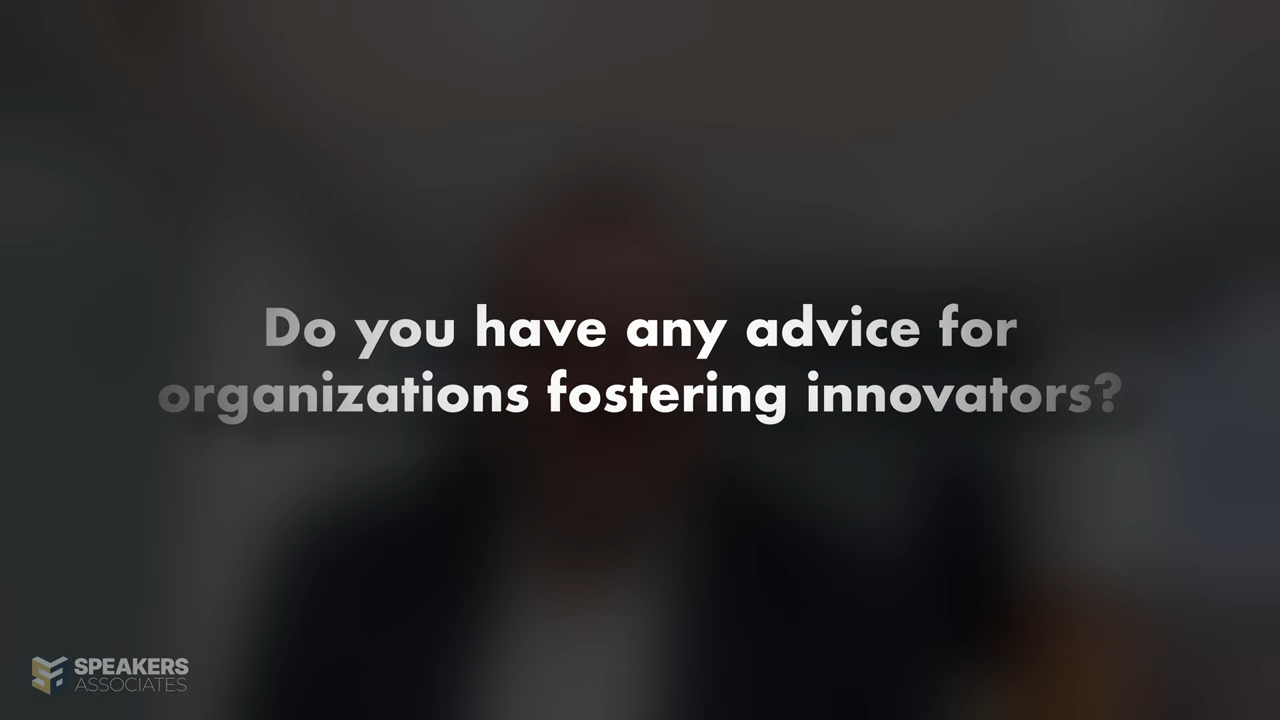 Do you have any advice for
organizations fostering innovators?
SPEAKERS
ASSOCIATES